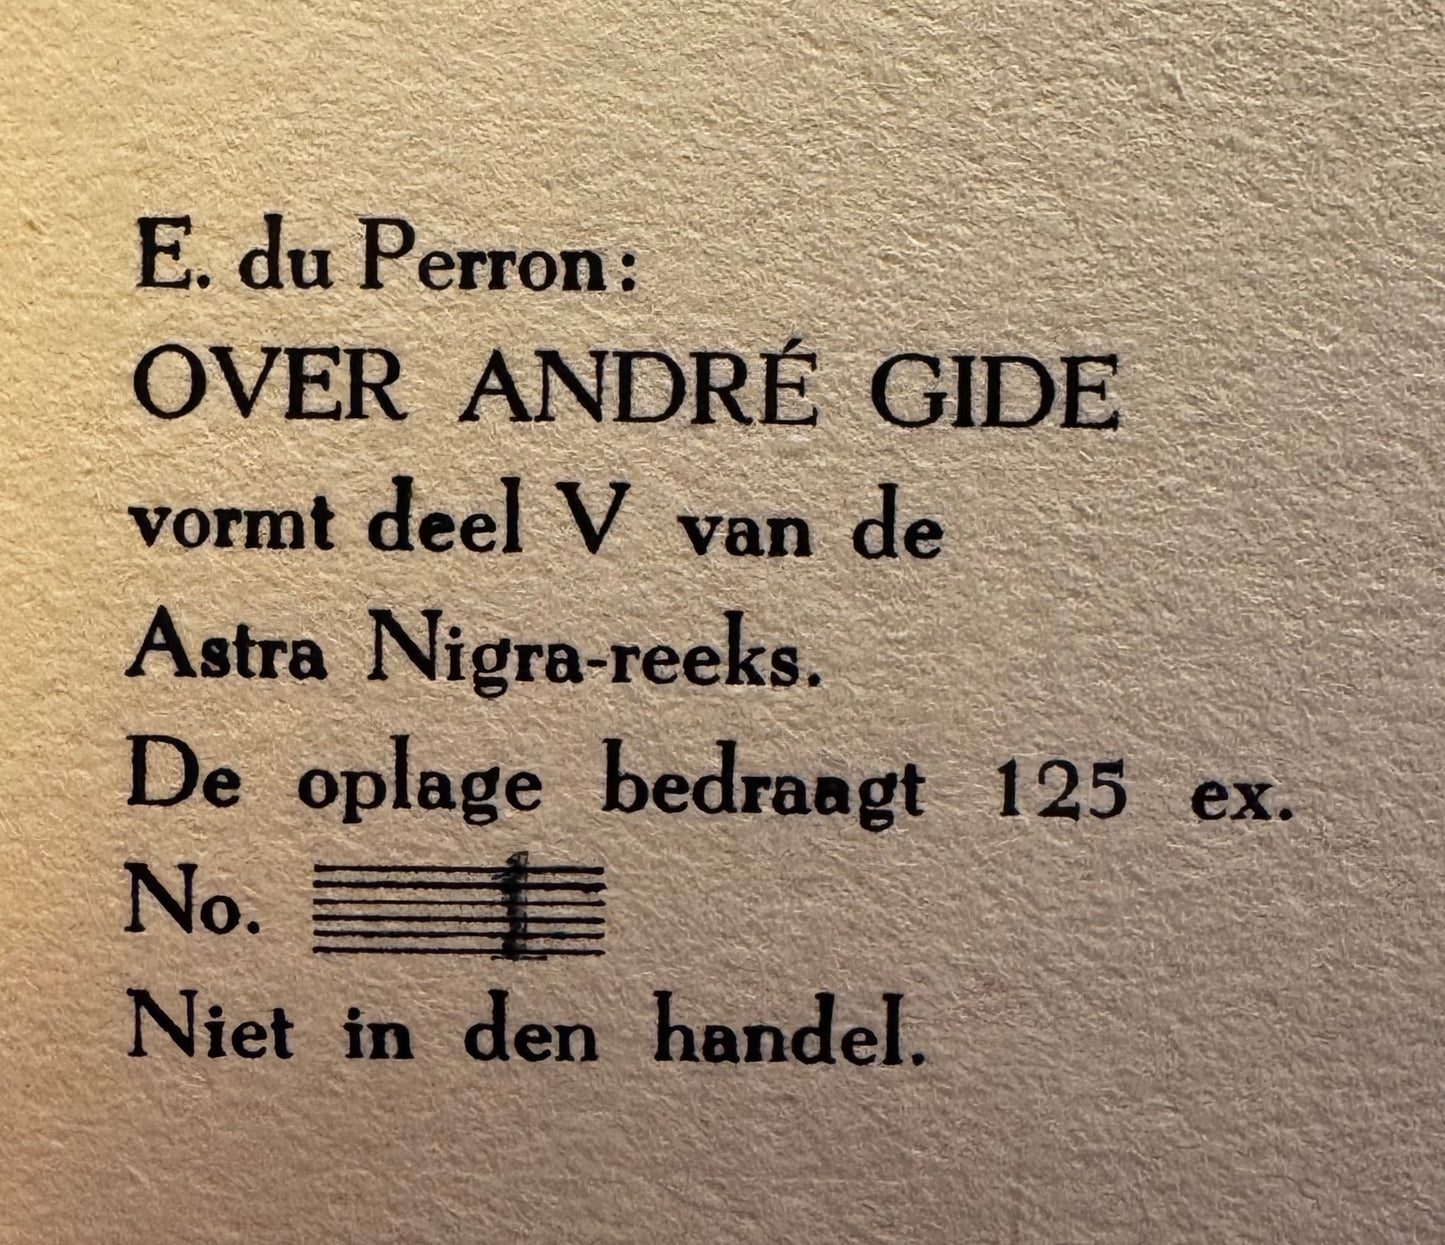 E. du Perron:
OVER ANDRÉ GIDE
vormt deel V van de
Astra Nigra-reeks.
De oplage bedraagt 125 ex.
No. 1
Niet in den handel.